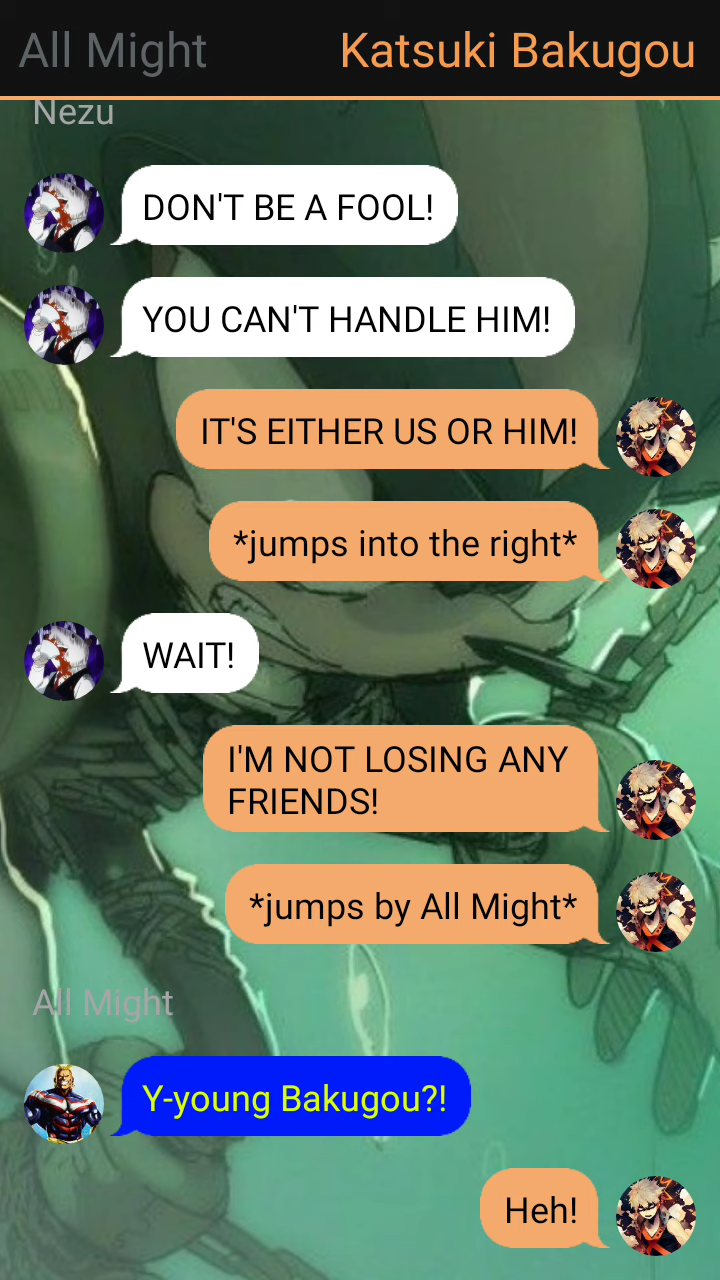 All Might Katsuki Bakugou
Nezu
DON'T BE A FOOL!
YOU CAN'T HANDLE HIM!
IT'S EITHER US OR HIM!
*jumps into the right*
WAIT!
I'M NOT LOSING ANY
FRIENDS!
*jumps by All Might*
All Might
Y-young Bakugou?!
Heh!